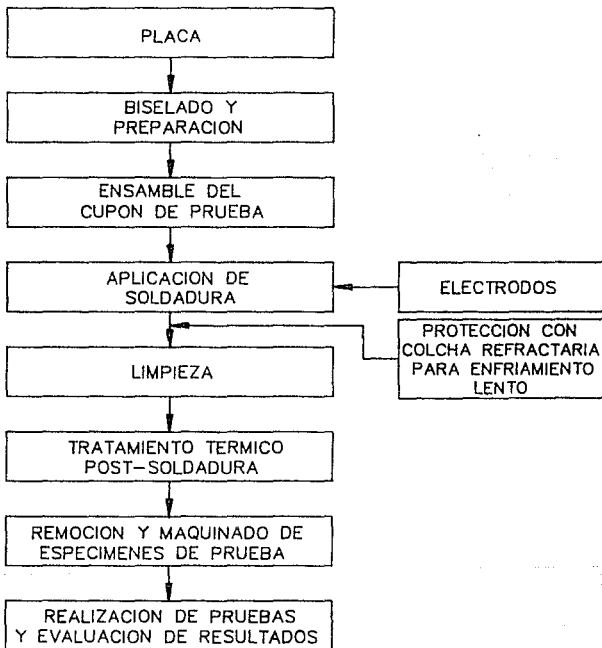 PLACA
BISELADO Y
PREPARACION
ENSAMBLE DEL
CUPON DE PRUEBA
APLICACION DE
SOLDADURA
ELECTRODOS
PROTECCION CON
COLCHA REFRACTARIA
PARA ENFRIAMIENTO
LENTO
LIMPIEZA
TRATAMIENTO TERMICO
POST-SOLDADURA
REMOCION Y MAQUINADO DE
ESPECIMENES DE PRUEBA
REALIZACION DE PRUEBAS
Y EVALUACION DE RESULTADOS